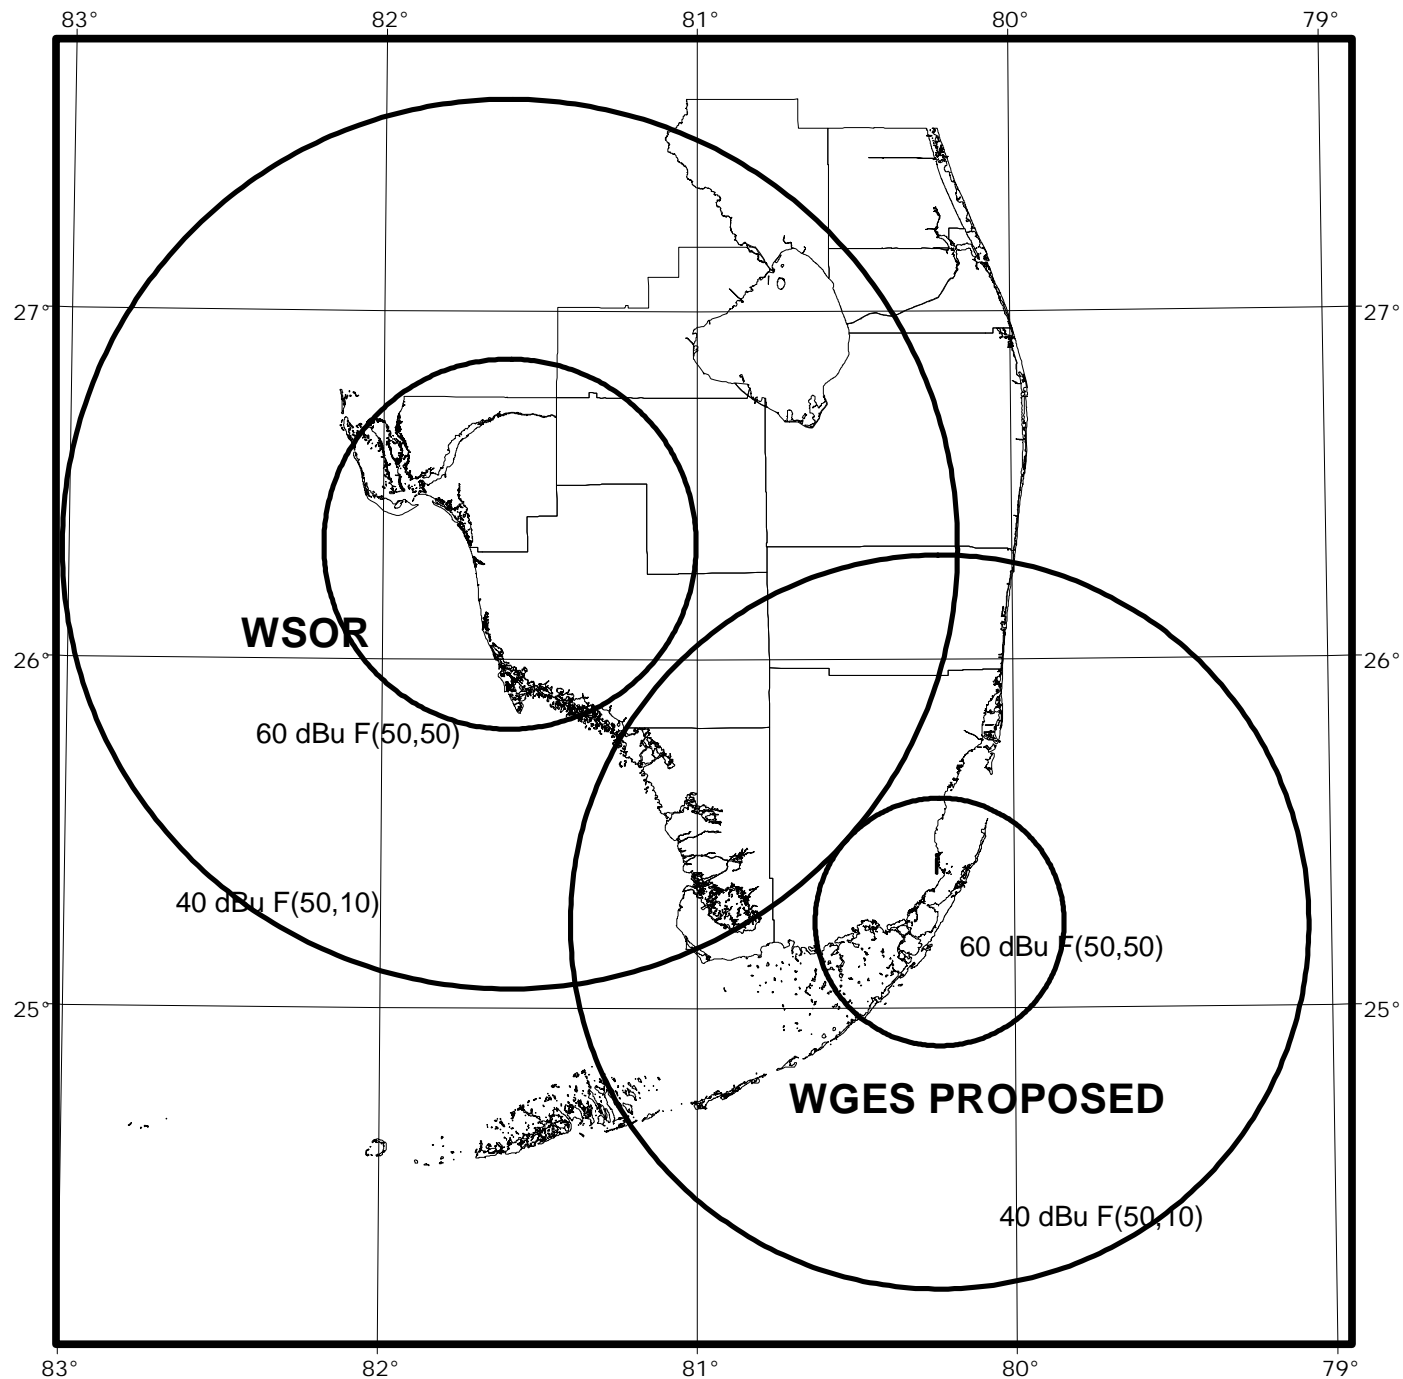 83° 82° 81° 80° 79°
27° 27°
WSOR
26° 26°
60 dBu F(50,50)
40 dBu F(50,10)
60 dBu F(50,50)
25° 25°
WGES PROPOSED
40 dBu F(50,10)
83° 82° 81° 80° 79°